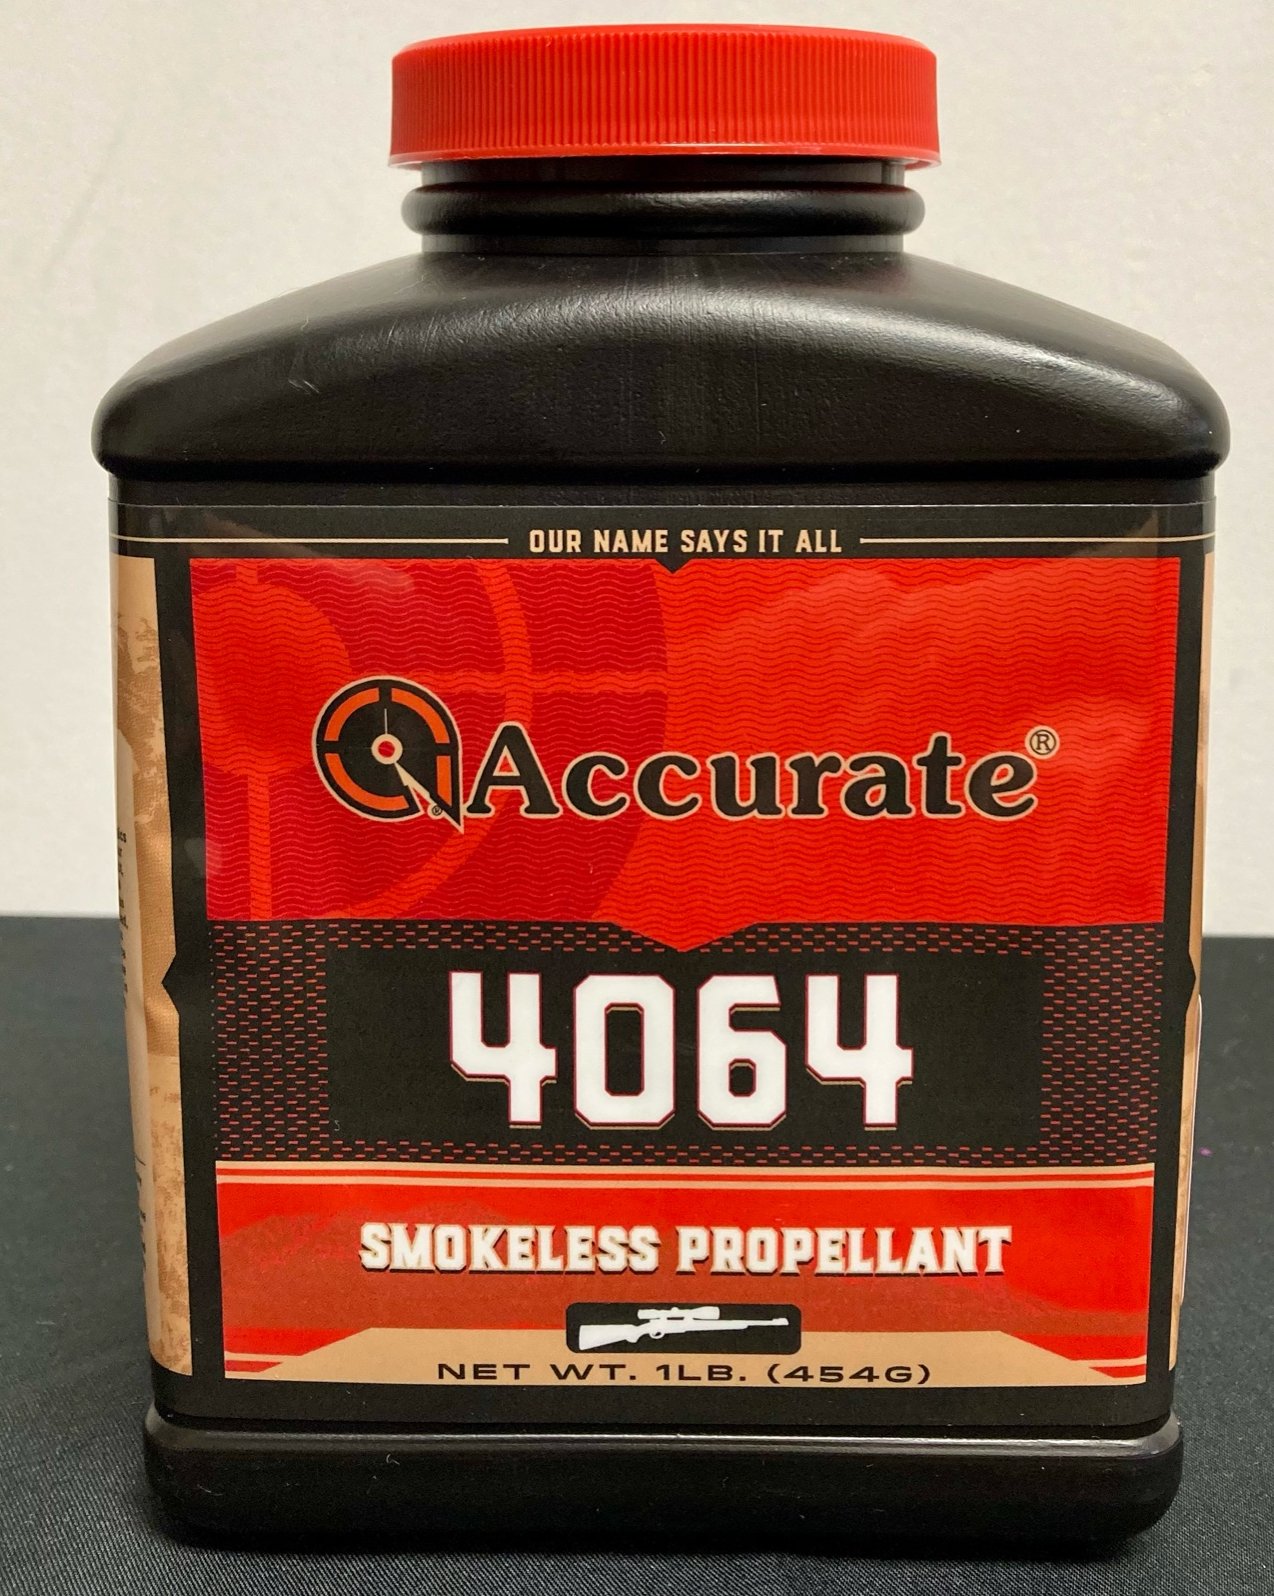 OUR NAME SAYS IT ALL
Accurate®
4064
SMOKELESS PROPELLANT
NET WT. 1LB. (454G)